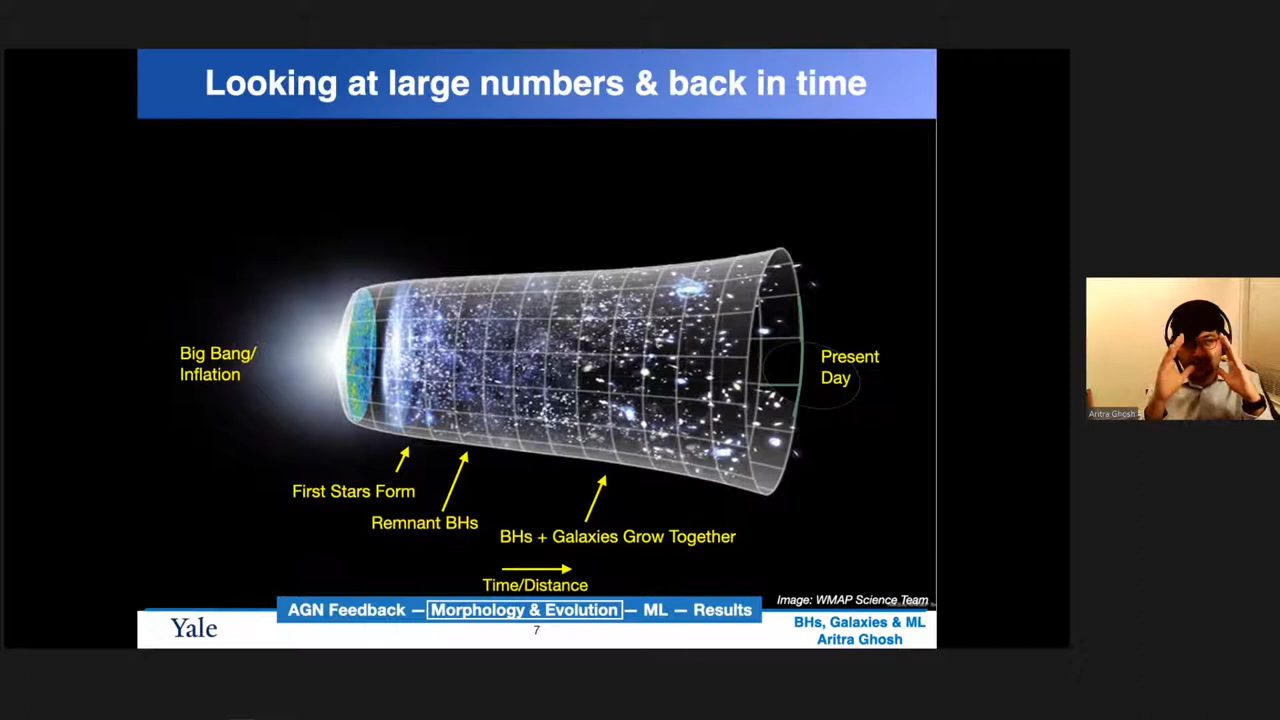 Looking at large numbers & back in time
Big Bang/
Inflation
Present
Day
First Stars Form
Remnant BHs
BHs + Galaxies Grow Together
Time/Distance
Image: WMAP Science Team
AGN Feedback — Morphology & Evolution — ML — Results
Yale
7
BHs, Galaxies & ML
Aritra Ghosh
Aritra Ghosh